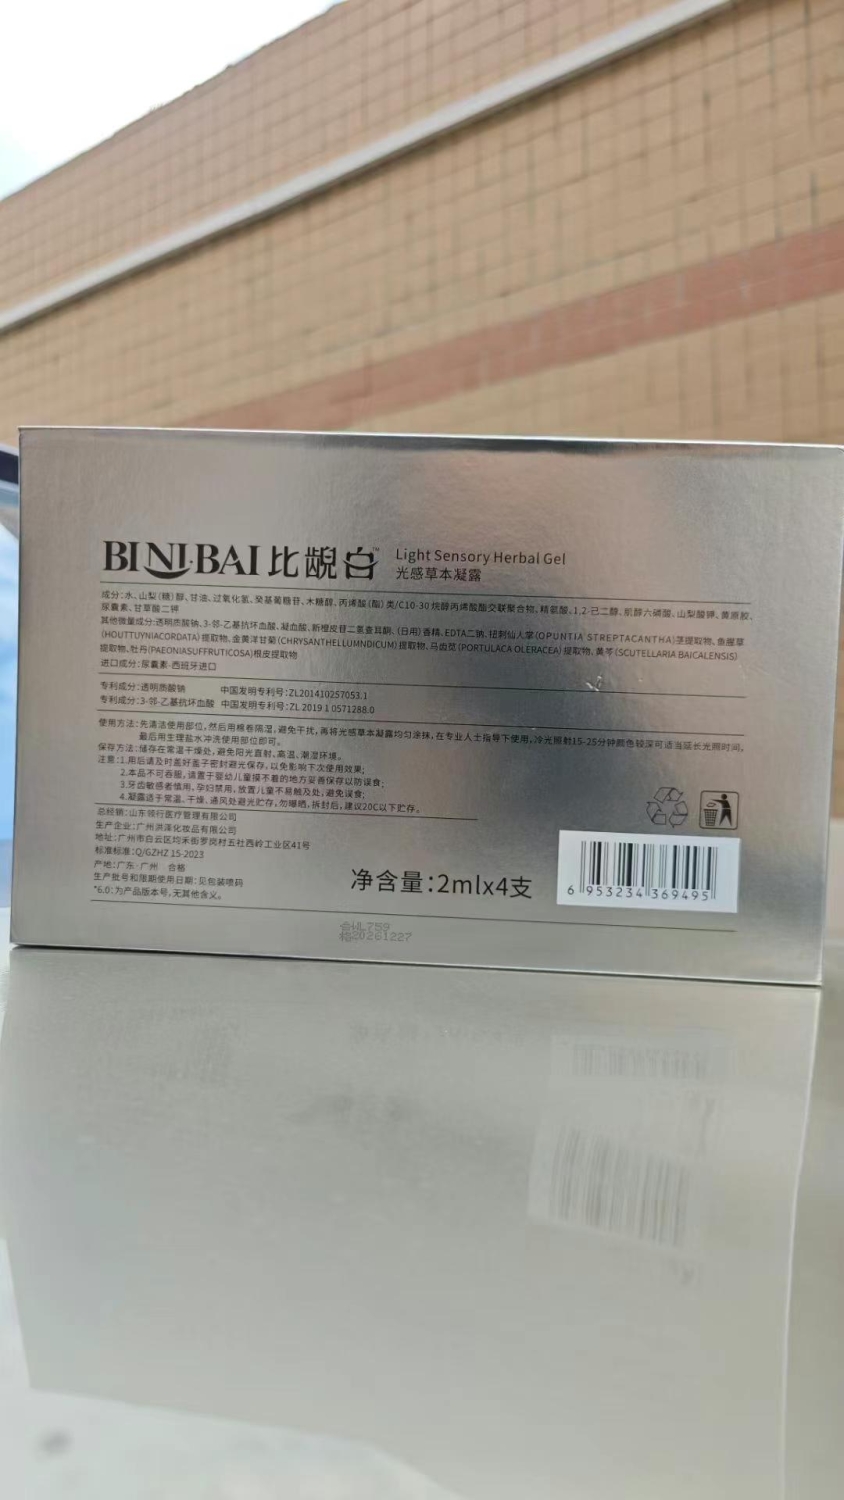 BINI·BAI 比龊白™ Light Sensory Herbal Gel
光感草本凝露
成分:水、山梨(糖)醇、甘油、过氧化氢、癸基葡糖苷、木糖醇、丙烯酸(酯)类/C10-30烷醇丙烯酸酯交联聚合物、精氨酸、1,2-己二醇、肌醇六磷酸、山梨酸钾、黄原胶、
尿囊素、甘草酸二钾
其他微量成分:透明质酸钠、3-邻-乙基抗坏血酸、凝血酸、新橙皮苷二氢查耳酮、(日用)香精、EDTA二钠、纽刺仙人掌(OPUNTIA STREPTACANTHA)茎提取物、鱼腥草
(HOUTTUYNIACORDATA)提取物、金黄洋甘菊(CHRYSANTHELLUMNDICUM)提取物、马齿苋(PORTULACA OLERACEA)提取物、黄芩(SCUTELLARIA BAICALENSIS)
提取物、牡丹(PAEONIASUFFRUTICOSA)根皮提取物
进口成分:尿囊素-西班牙进口
专利成分:透明质酸钠 中国发明专利号:ZL201410257053.1
专利成分:3-邻-乙基抗坏血酸 中国发明专利号:ZL 2019 1 0571288.0
使用方法:先清洁使用部位,然后用棉卷隔湿,避免干扰,再将光感草本凝露均匀涂抹,在专业人士指导下使用,冷光照射15-25分钟颜色较深可适当延长光照时间。
最后用生理盐水冲洗使用部位即可。
保存方法:储存在常温干燥处,避免阳光直射、高温、潮湿环境。
注意:1.用后请及时盖好盖子密封避光保存,以免影响下次使用效果;
2.本品不可吞服,请置于婴幼儿童摸不着的地方妥善保存以防误食;
3.牙齿敏感者慎用,孕妇禁用,放置儿童不易触及处,避免误食;
4.凝露适于常温、干燥、通风处避光贮存,勿曝晒,拆封后,建议20C以下贮存。
总经销:山东领行医疗管理有限公司
生产企业:广州洪泽化妆品有限公司
地址:广州市白云区均禾街罗岗村五社西岭工业区41号
标准标准:Q/GZHZ 15-2023
产地:广东·广州 合格
生产批号和限期使用日期:见包装喷码
"6.0:为产品版本号,无其他含义。
净含量:2mlx4支
6 953234 369495
合WL759
格20261227